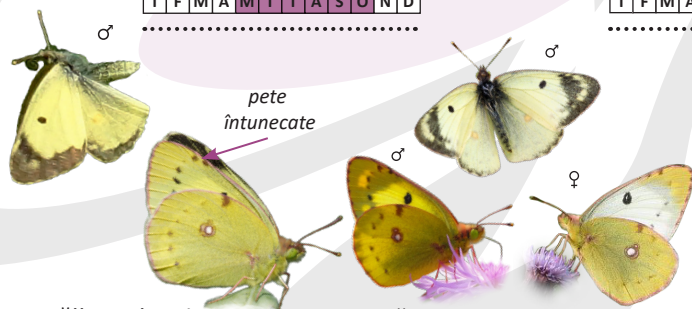 I F M A M I I A S O N D
I F M A
♂
♂
pete
întunecate
♂
♀